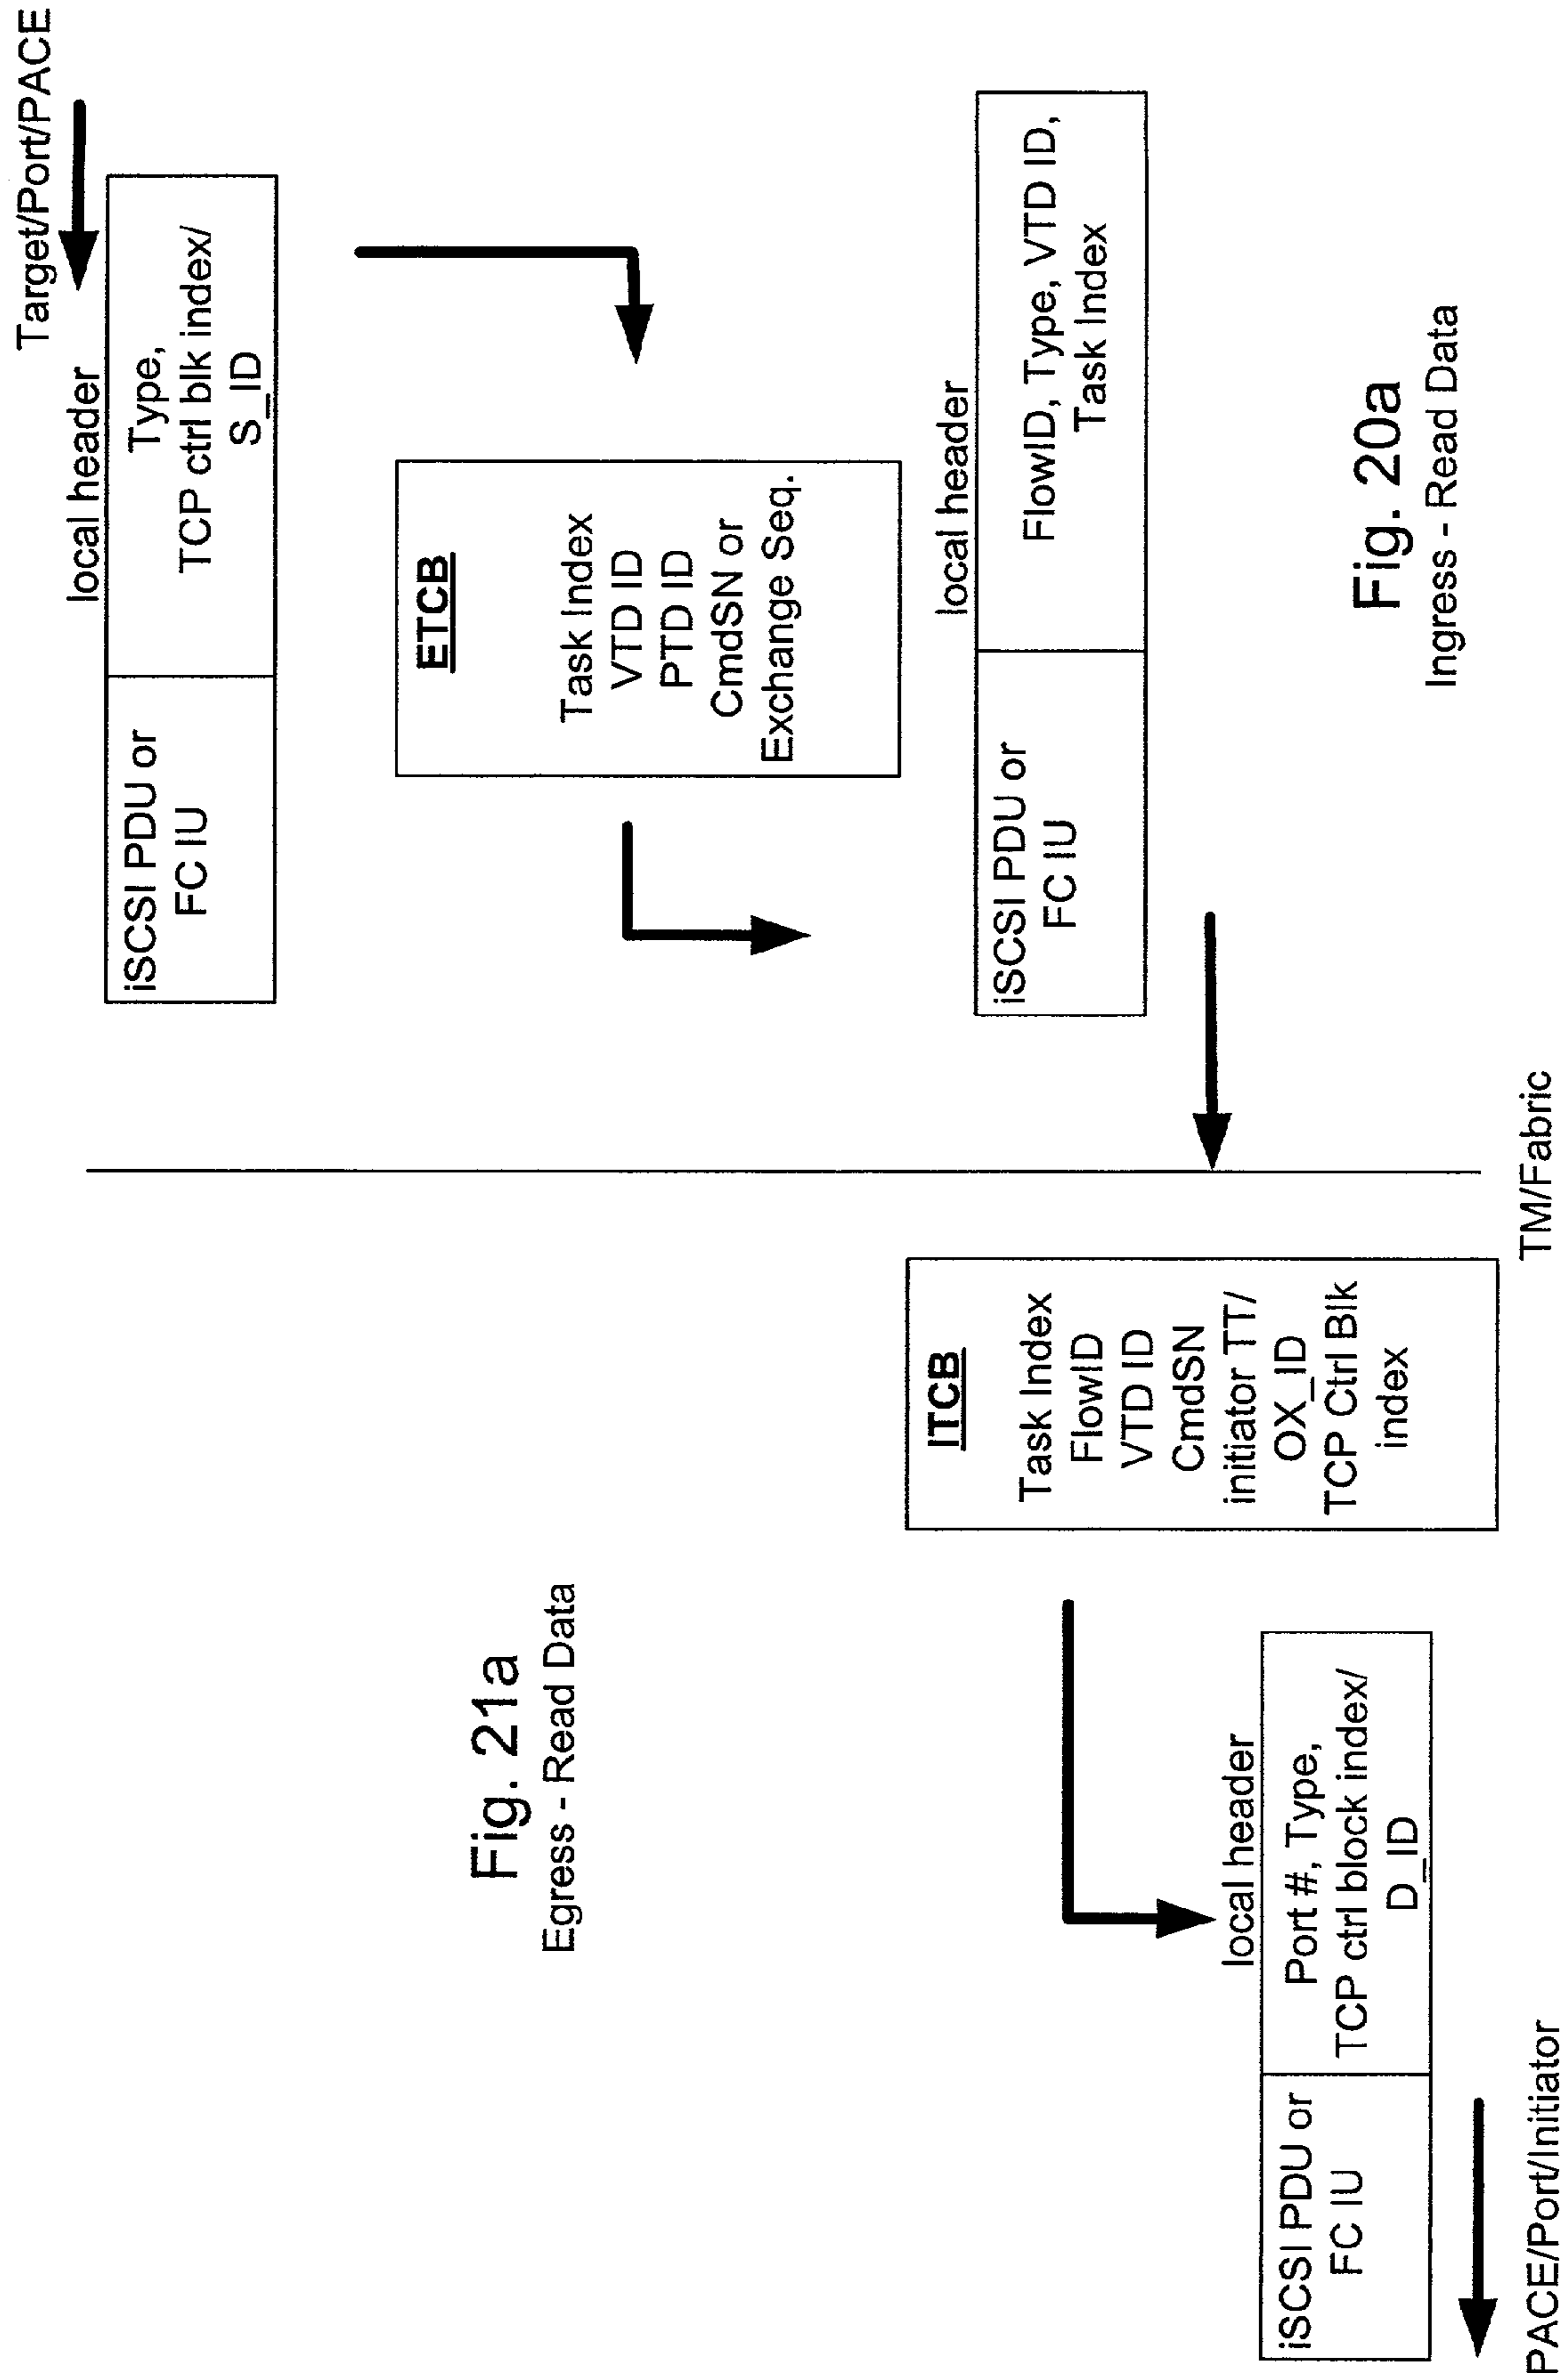 Target/Port/PACE
local header
iSCSI PDU or
FC IU
Type,
TCP ctrl blk index/
S_ID
ETCB
Task Index
VTD ID
PTD ID
CmdSN or
Exchange Seq.
local header
iSCSI PDU or
FC IU
FlowID, Type, VTD ID,
Task Index
Fig. 20a
Ingress - Read Data
TM/Fabric
Fig. 21a
Egress - Read Data
ITCB
Task Index
FlowID
VTD ID
CmdSN
initiator TT/
OX_ID
TCP Ctrl Blk
index
local header
iSCSI PDU or
FC IU
Port #, Type,
TCP ctrl block index/
D_ID
PACE/Port/Initiator